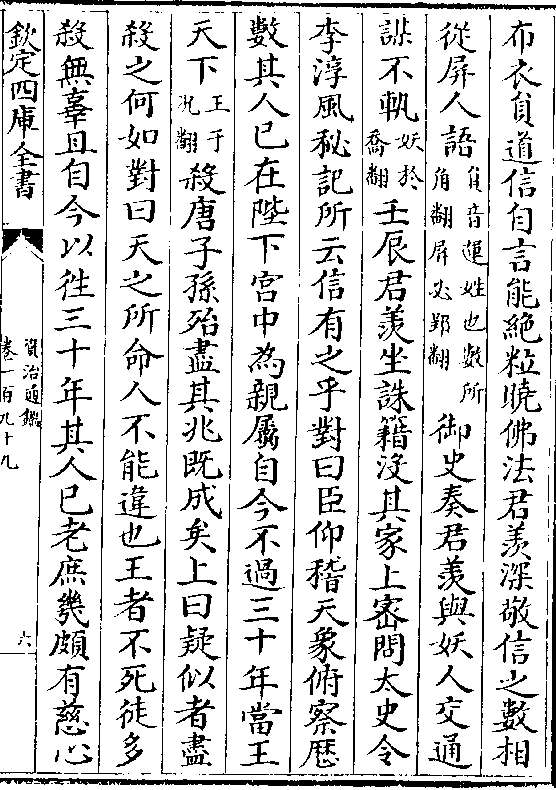 布衣員道信自言能絶粒曉佛法君羨深敬信之數相
從屏人語員音運姓也數所角翻屏必郢翻御史奏君羨與妖人交通
謀不軌妖於喬翻壬辰君羨坐誅籍没其家上密問太史令
李淳風秘記所云信有之乎對曰臣仰稽天象俯察厯
數其人已在陛下宫中為親屬自今不過三十年當王
天下王于况翻殺唐子孫殆盡其兆既成矣上曰疑似者盡
殺之何如對曰天之所命人不能違也王者不死徒多
殺無辜且自今以往三十年其人已老庶幾頗有慈心
欽定四庫全書
資治通鑑
卷一百九十九
六